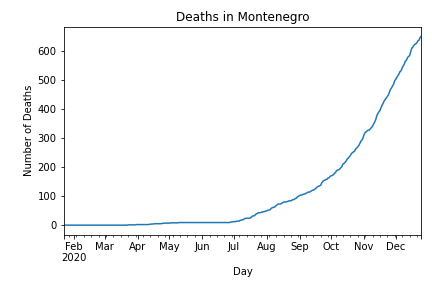 Deaths in Montenegro
Number of Deaths
600
500
400
300
200
100
0
Feb Mar Apr May Jun Jul Aug Sep Oct Nov Dec
2020
Day